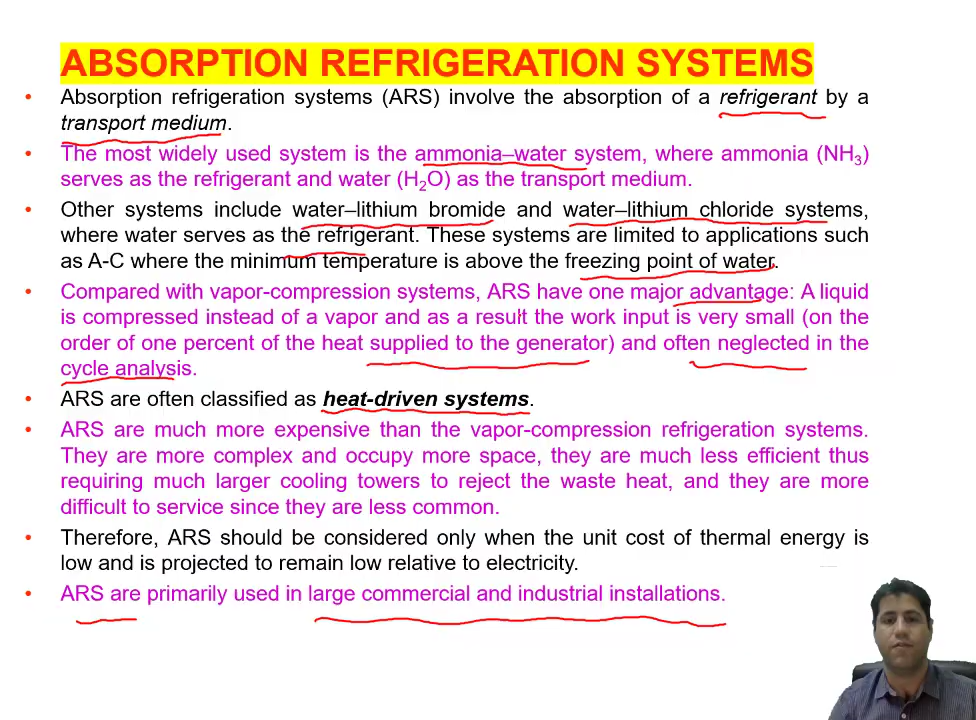 ABSORPTION REFRIGERATION SYSTEMS
• Absorption refrigeration systems (ARS) involve the absorption of a refrigerant by a
transport medium.
• The most widely used system is the ammonia–water system, where ammonia (NH₃)
serves as the refrigerant and water (H₂O) as the transport medium.
• Other systems include water–lithium bromide and water–lithium chloride systems,
where water serves as the refrigerant. These systems are limited to applications such
as A-C where the minimum temperature is above the freezing point of water.
• Compared with vapor-compression systems, ARS have one major advantage: A liquid
is compressed instead of a vapor and as a result the work input is very small (on the
order of one percent of the heat supplied to the generator) and often neglected in the
cycle analysis.
• ARS are often classified as heat-driven systems.
• ARS are much more expensive than the vapor-compression refrigeration systems.
They are more complex and occupy more space, they are much less efficient thus
requiring much larger cooling towers to reject the waste heat, and they are more
difficult to service since they are less common.
• Therefore, ARS should be considered only when the unit cost of thermal energy is
low and is projected to remain low relative to electricity.
• ARS are primarily used in large commercial and industrial installations.